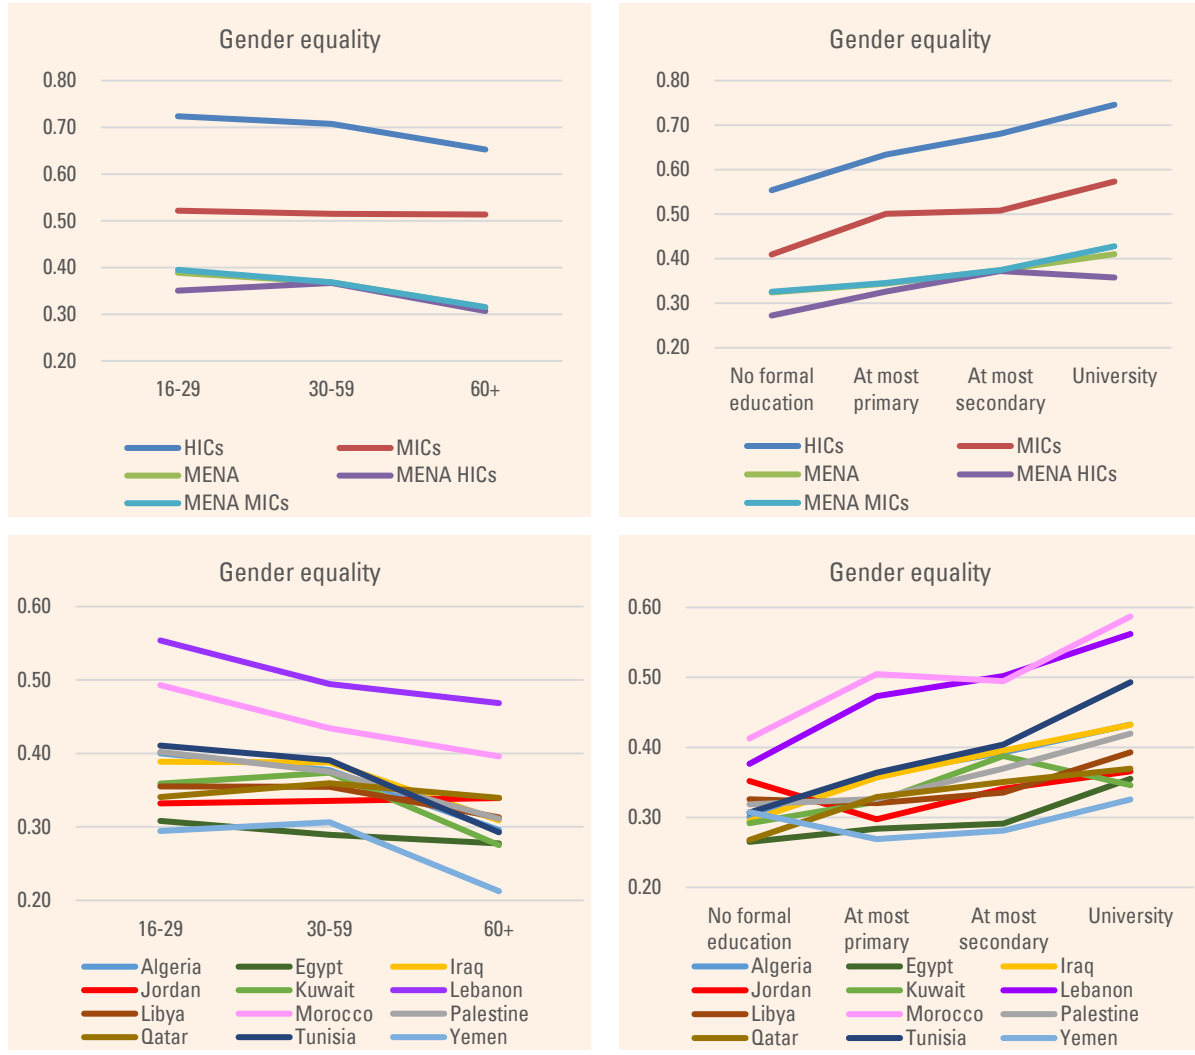 Gender equality
0.80
0.70
0.60
0.50
0.40
0.30
0.20
16-29 30-59 60+
HICs MICs
MENA MENA HICs
MENA MICs
Gender equality
0.80
0.70
0.60
0.50
0.40
0.30
0.20
No formal At most At most University
education primary secondary
HICs MICs
MENA MENA HICs
MENA MICs
Gender equality
0.60
0.50
0.40
0.30
0.20
16-29 30-59 60+
Algeria Egypt Iraq
Jordan Kuwait Lebanon
Libya Morocco Palestine
Qatar Tunisia Yemen
Gender equality
0.60
0.50
0.40
0.30
0.20
No formal At most At most University
education primary secondary
Algeria Egypt Iraq
Jordan Kuwait Lebanon
Libya Morocco Palestine
Qatar Tunisia Yemen